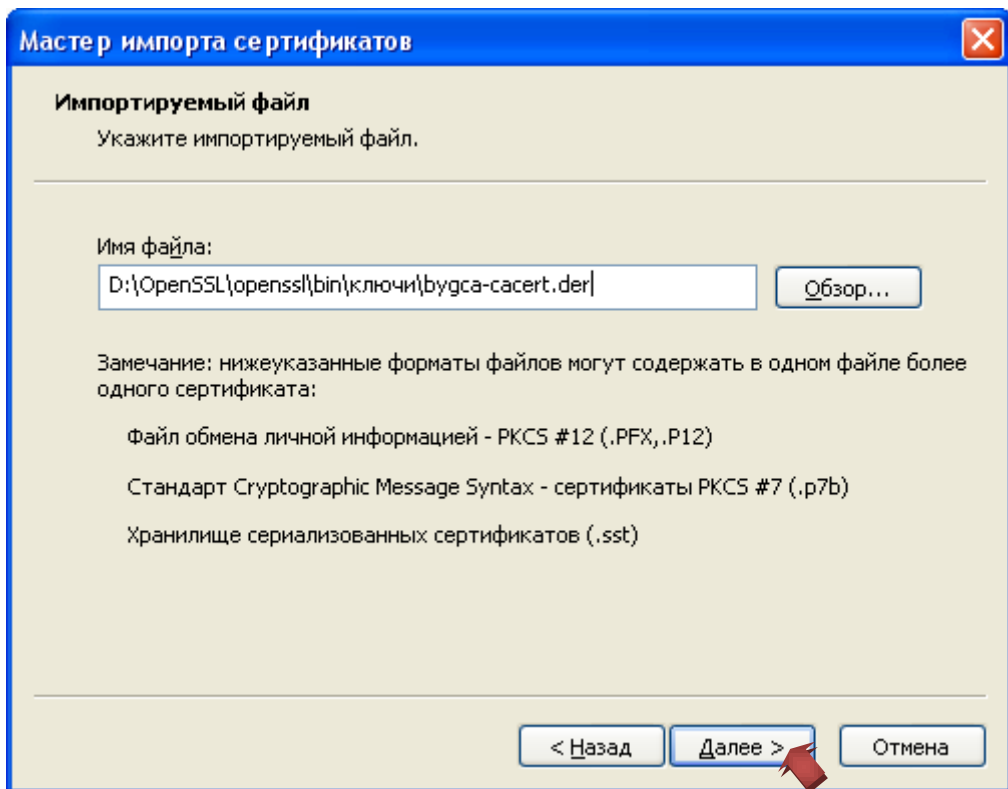 Мастер импорта сертификатов
Импортируемый файл
Укажите импортируемый файл.
Имя файла:
D:\OpenSSL\openssl\bin\ключи\bygca-cacert.der
Обзор...
Замечание: нижеуказанные форматы файлов могут содержать в одном файле более
одного сертификата:
Файл обмена личной информацией - PKCS #12 (.PFX,.P12)
Стандарт Cryptographic Message Syntax - сертификаты PKCS #7 (.p7b)
Хранилище сериализованных сертификатов (.sst)
< Назад
Далее >
Отмена